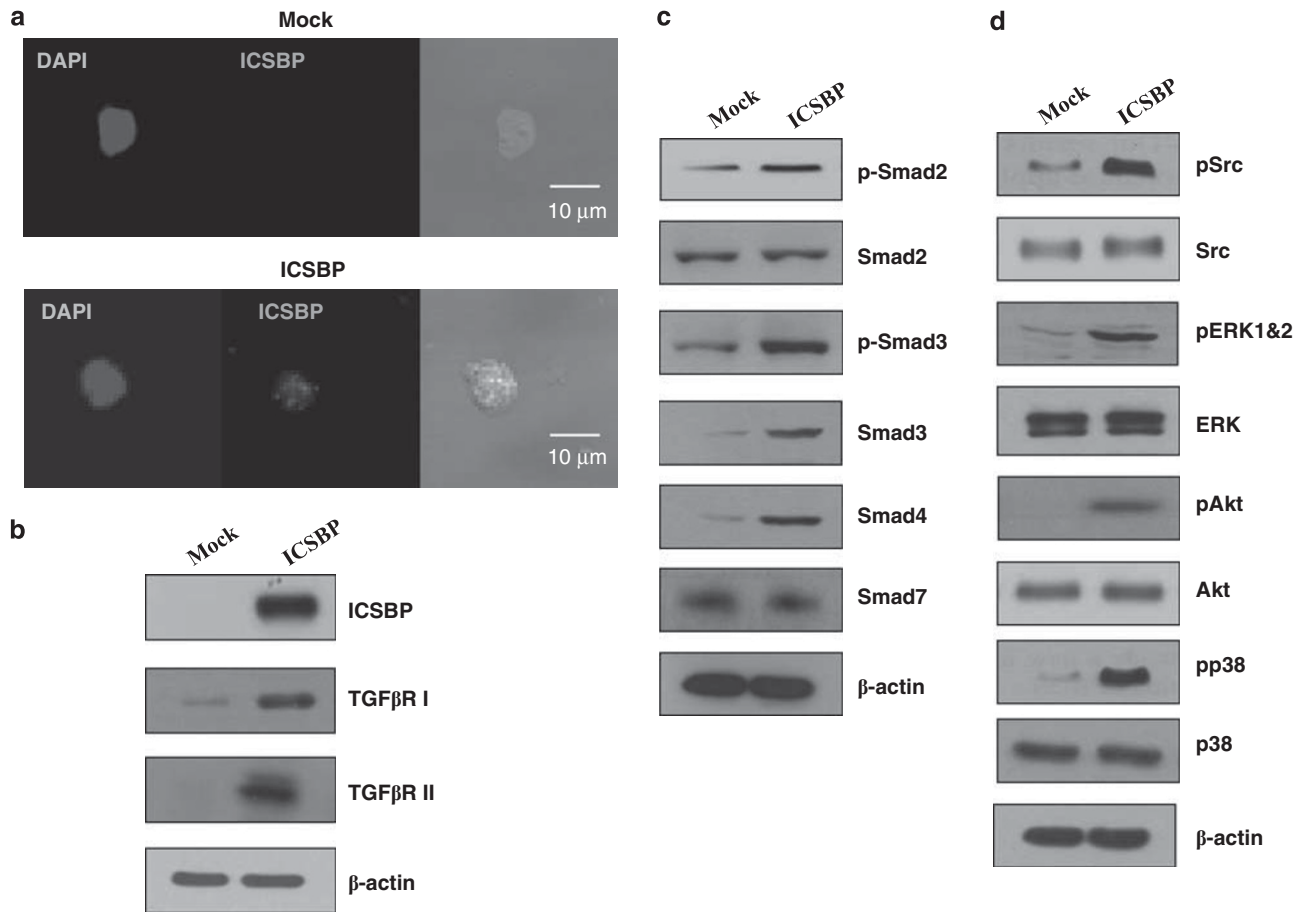 a
Mock
DAPI
ICSBP
10 μm
ICSBP
DAPI
ICSBP
10 μm
b
Mock
ICSBP
ICSBP
TGFβR I
TGFβR II
β-actin
c
Mock
ICSBP
p-Smad2
Smad2
p-Smad3
Smad3
Smad4
Smad7
β-actin
d
Mock
ICSBP
pSrc
Src
pERK1&2
ERK
pAkt
Akt
pp38
p38
β-actin